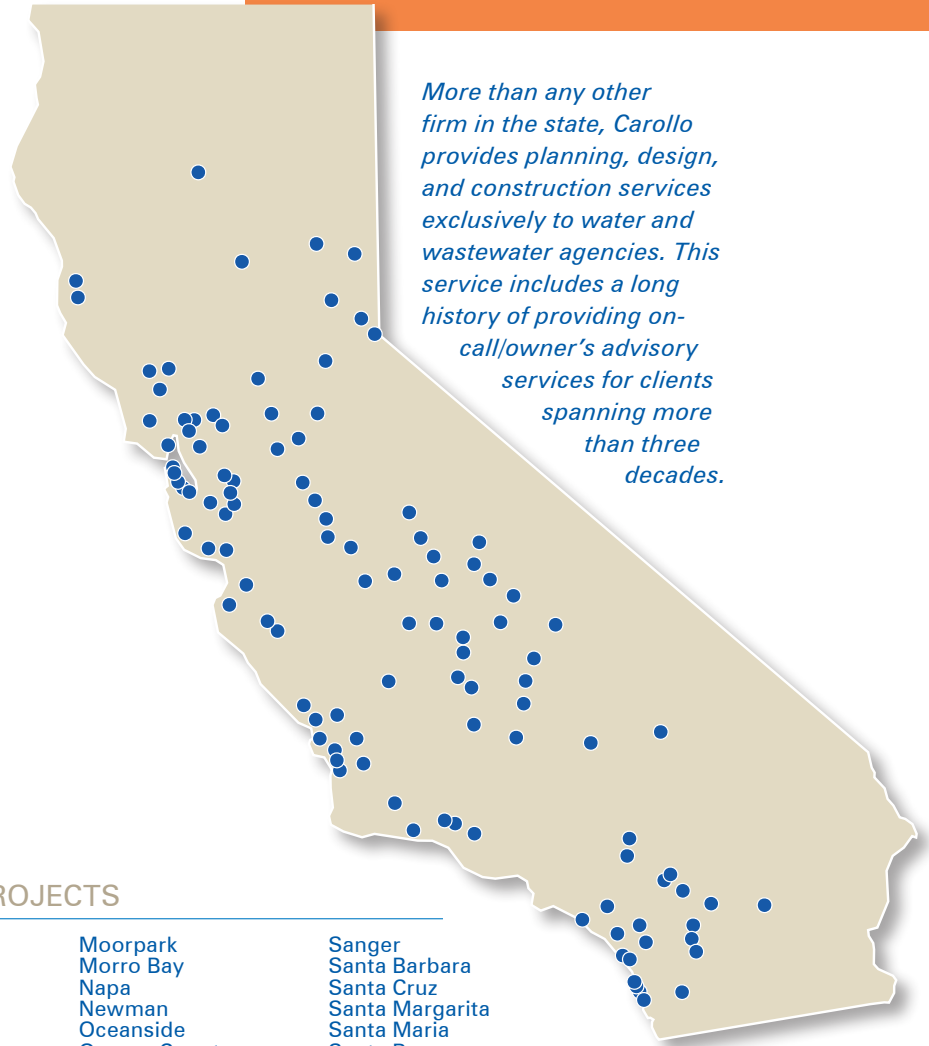 More than any other
firm in the state, Carollo
provides planning, design,
and construction services
exclusively to water and
wastewater agencies. This
service includes a long
history of providing on-
call/owner's advisory
services for clients
spanning more
than three
decades.
ROJECTS
Moorpark
Morro Bay
Napa
Newman
Oceanside
Sanger
Santa Barbara
Santa Cruz
Santa Margarita
Santa Maria